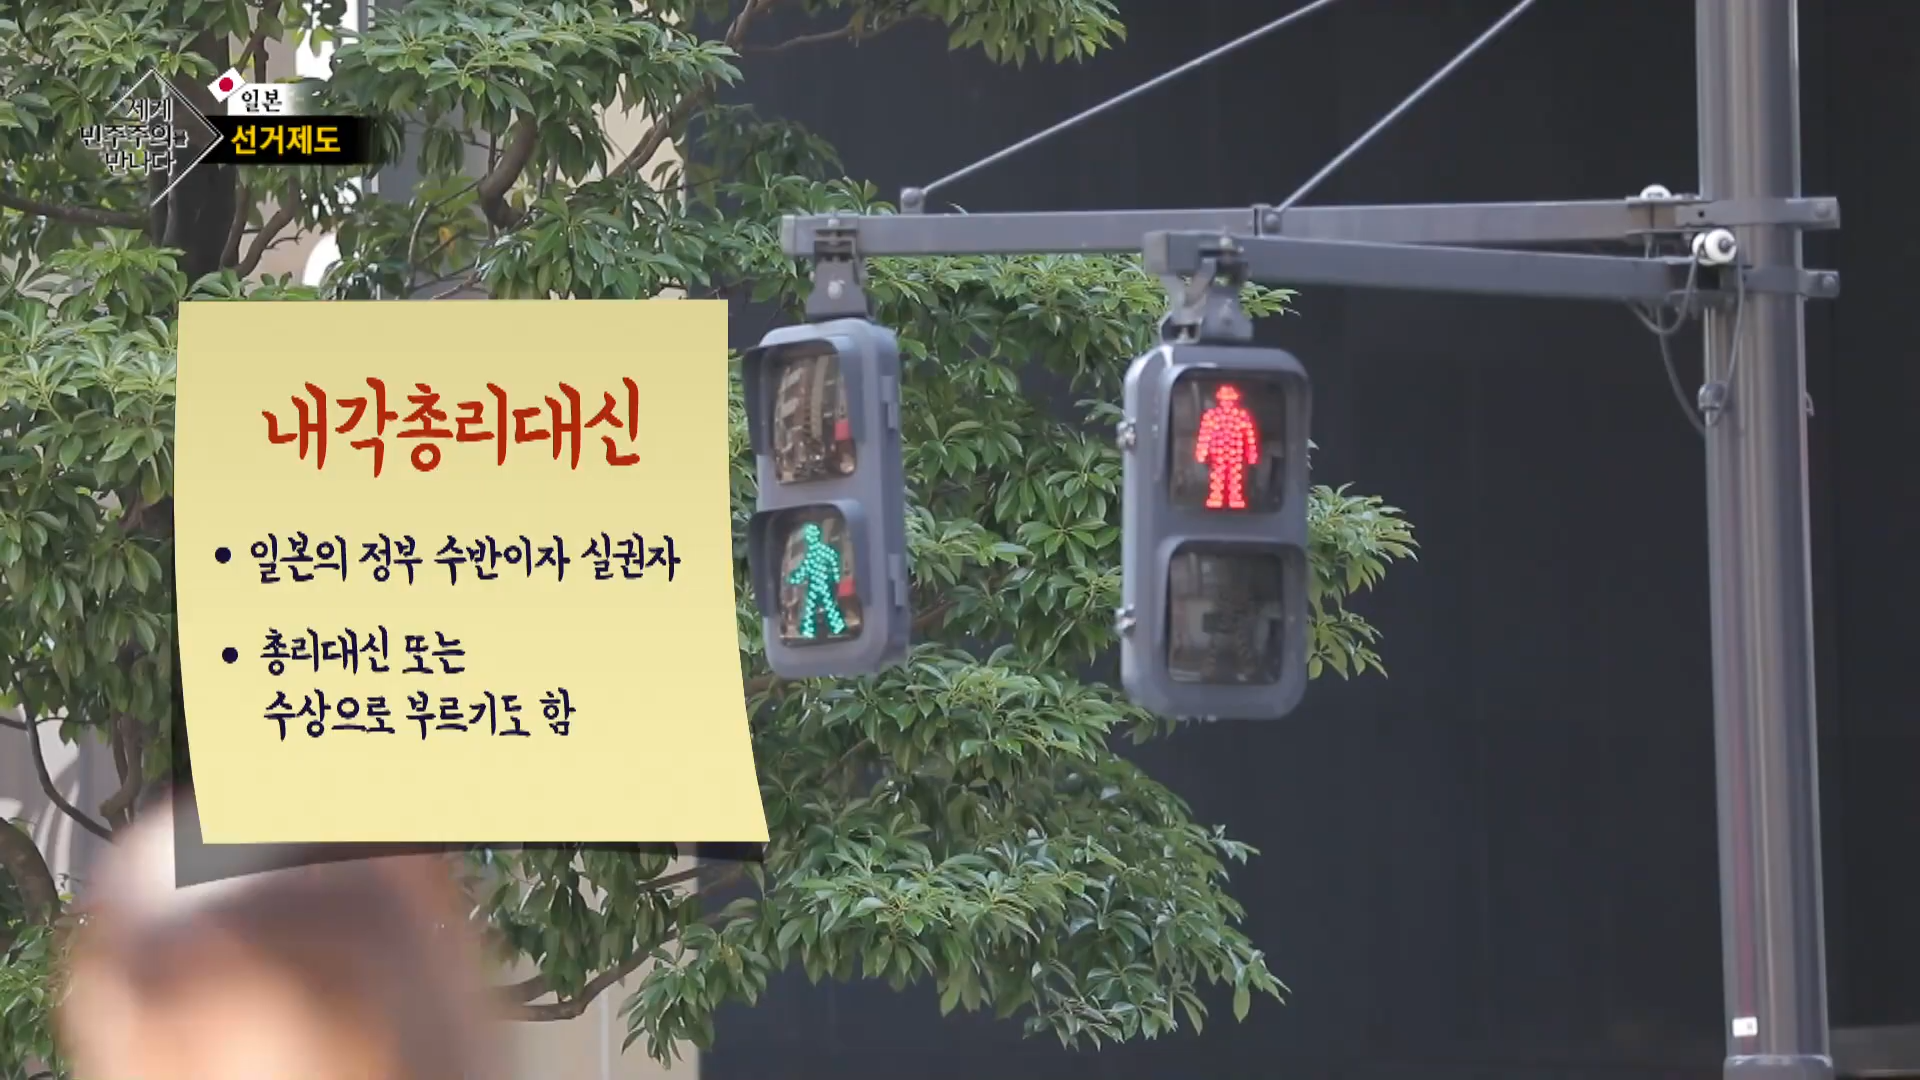 세계
민주주의를
만나다
일본
선거제도
내각총리대신
• 일본의 정부 수반이자 실권자
• 총리대신 또는
수상으로 부르기도 함